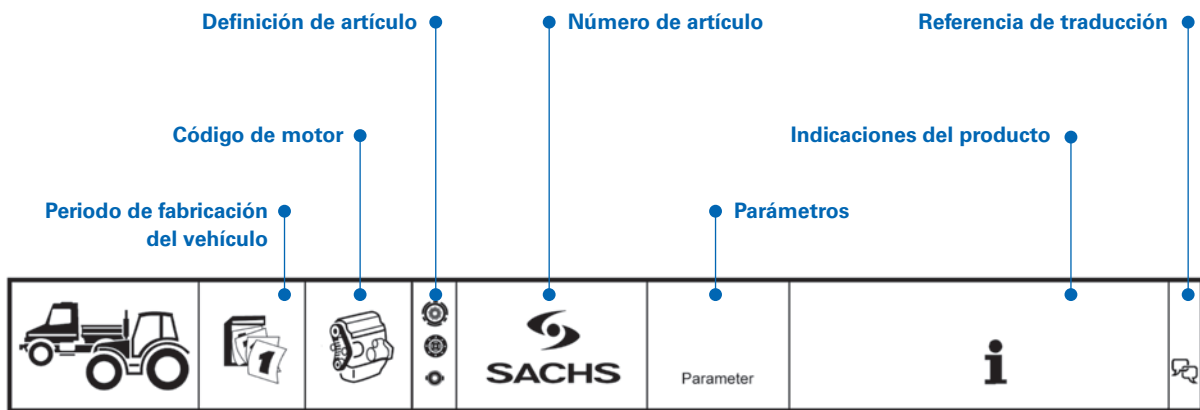 Definición de artículo
Número de artículo
Referencia de traducción
Código de motor
Indicaciones del producto
Periodo de fabricación
del vehículo
Parámetros
1
SACHS
Parameter
i